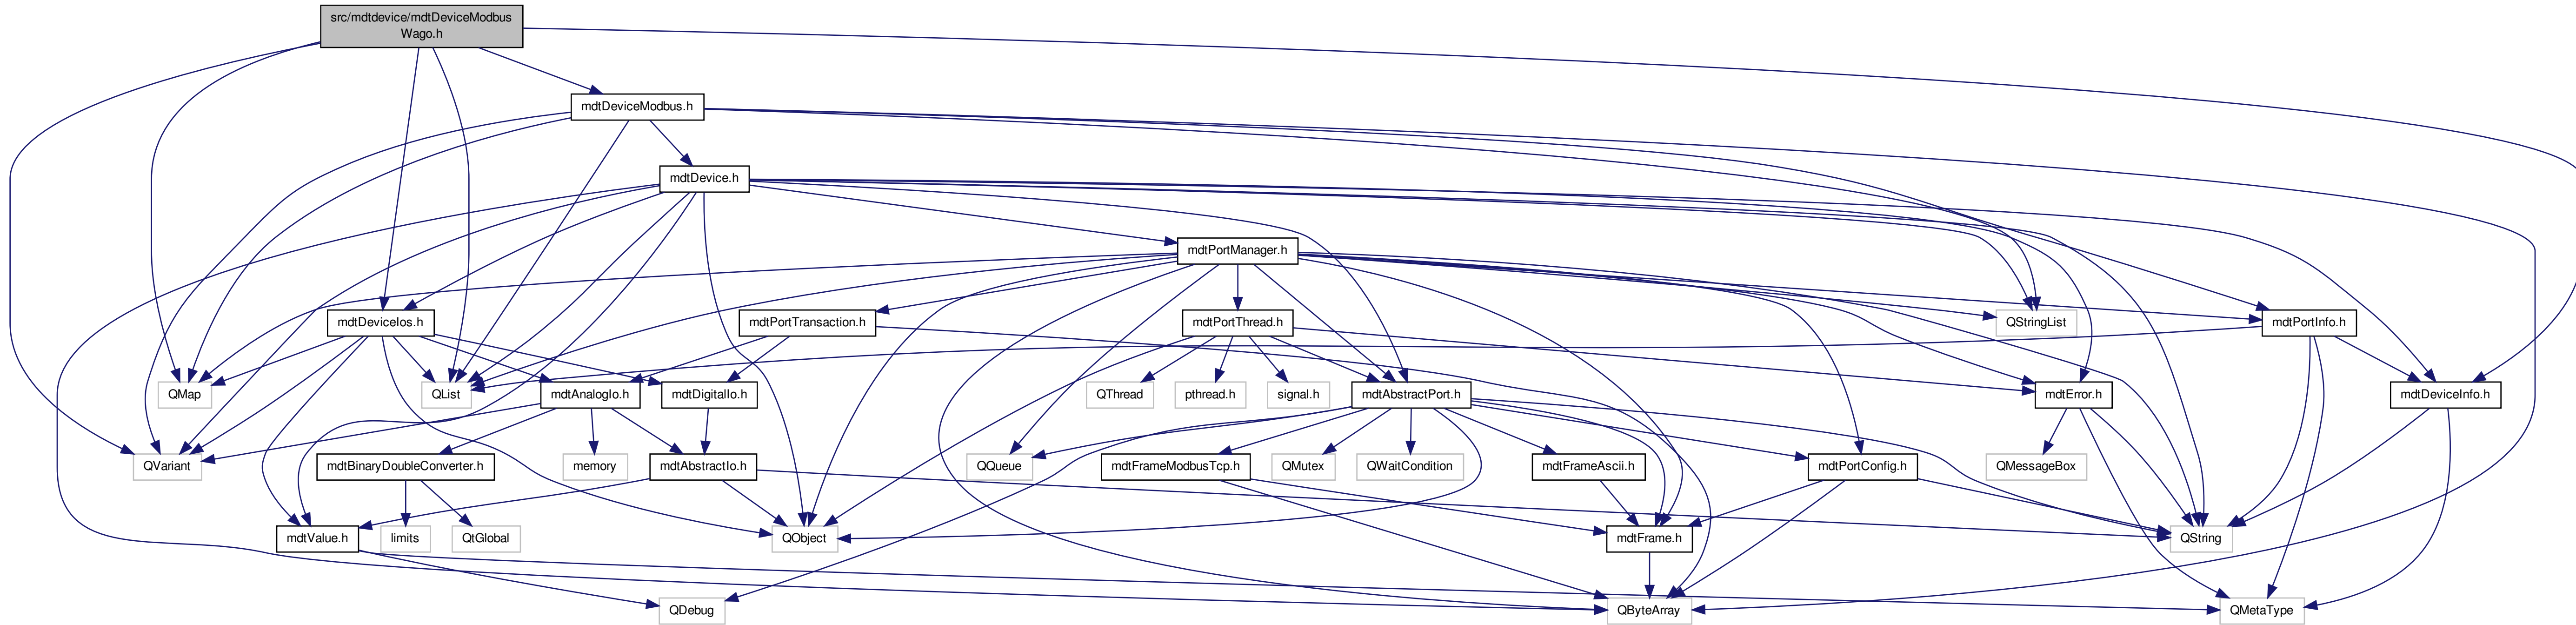 src/mdtdevice/mdtDeviceModbus
Wago.h
mdtDeviceModbus.h
mdtDevice.h
mdtPortManager.h
mdtDeviceIos.h
mdtPortTransaction.h
mdtPortThread.h
QStringList
mdtPortInfo.h
QMap
QList
mdtAnalogIo.h
mdtDigitalIo.h
QThread
pthread.h
signal.h
mdtAbstractPort.h
mdtError.h
mdtDeviceInfo.h
QVariant
mdtBinaryDoubleConverter.h
memory
mdtAbstractIo.h
QQueue
mdtFrameModbusTcp.h
QMutex
QWaitCondition
mdtFrameAscii.h
mdtPortConfig.h
QMessageBox
mdtValue.h
limits
QtGlobal
QObject
mdtFrame.h
QString
QDebug
QByteArray
QMetaType